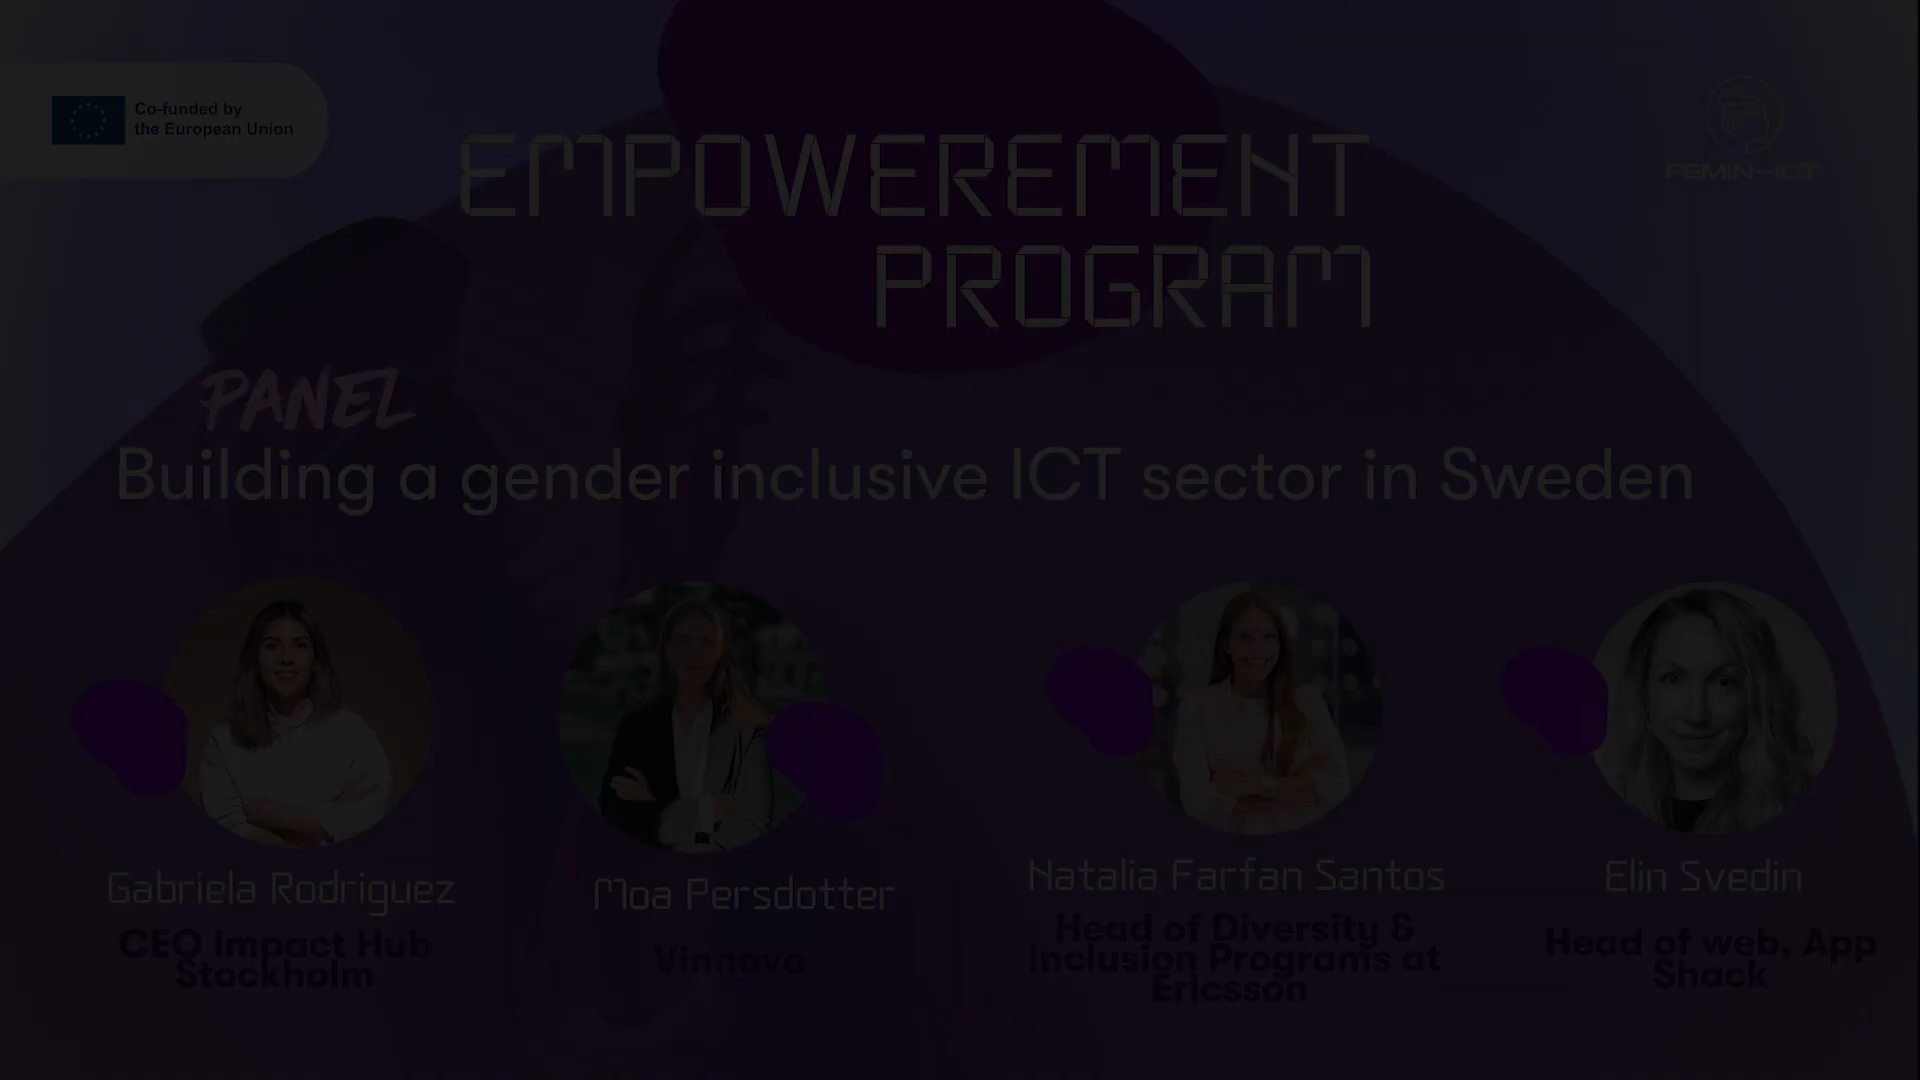 Co-funded by
the European Union
FEMIN-ICT
EMPOWEREMENT
PROGRAM
PANEL
Building a gender inclusive ICT sector in Sweden
Gabriela Rodriguez
CEO Impact Hub
Stockholm
Moa Persdotter
Vinnova
Natalia Farfan Santos
Head of Diversity &
Inclusion Programs at
Ericsson
Elin Svedin
Head of web, App
Shack